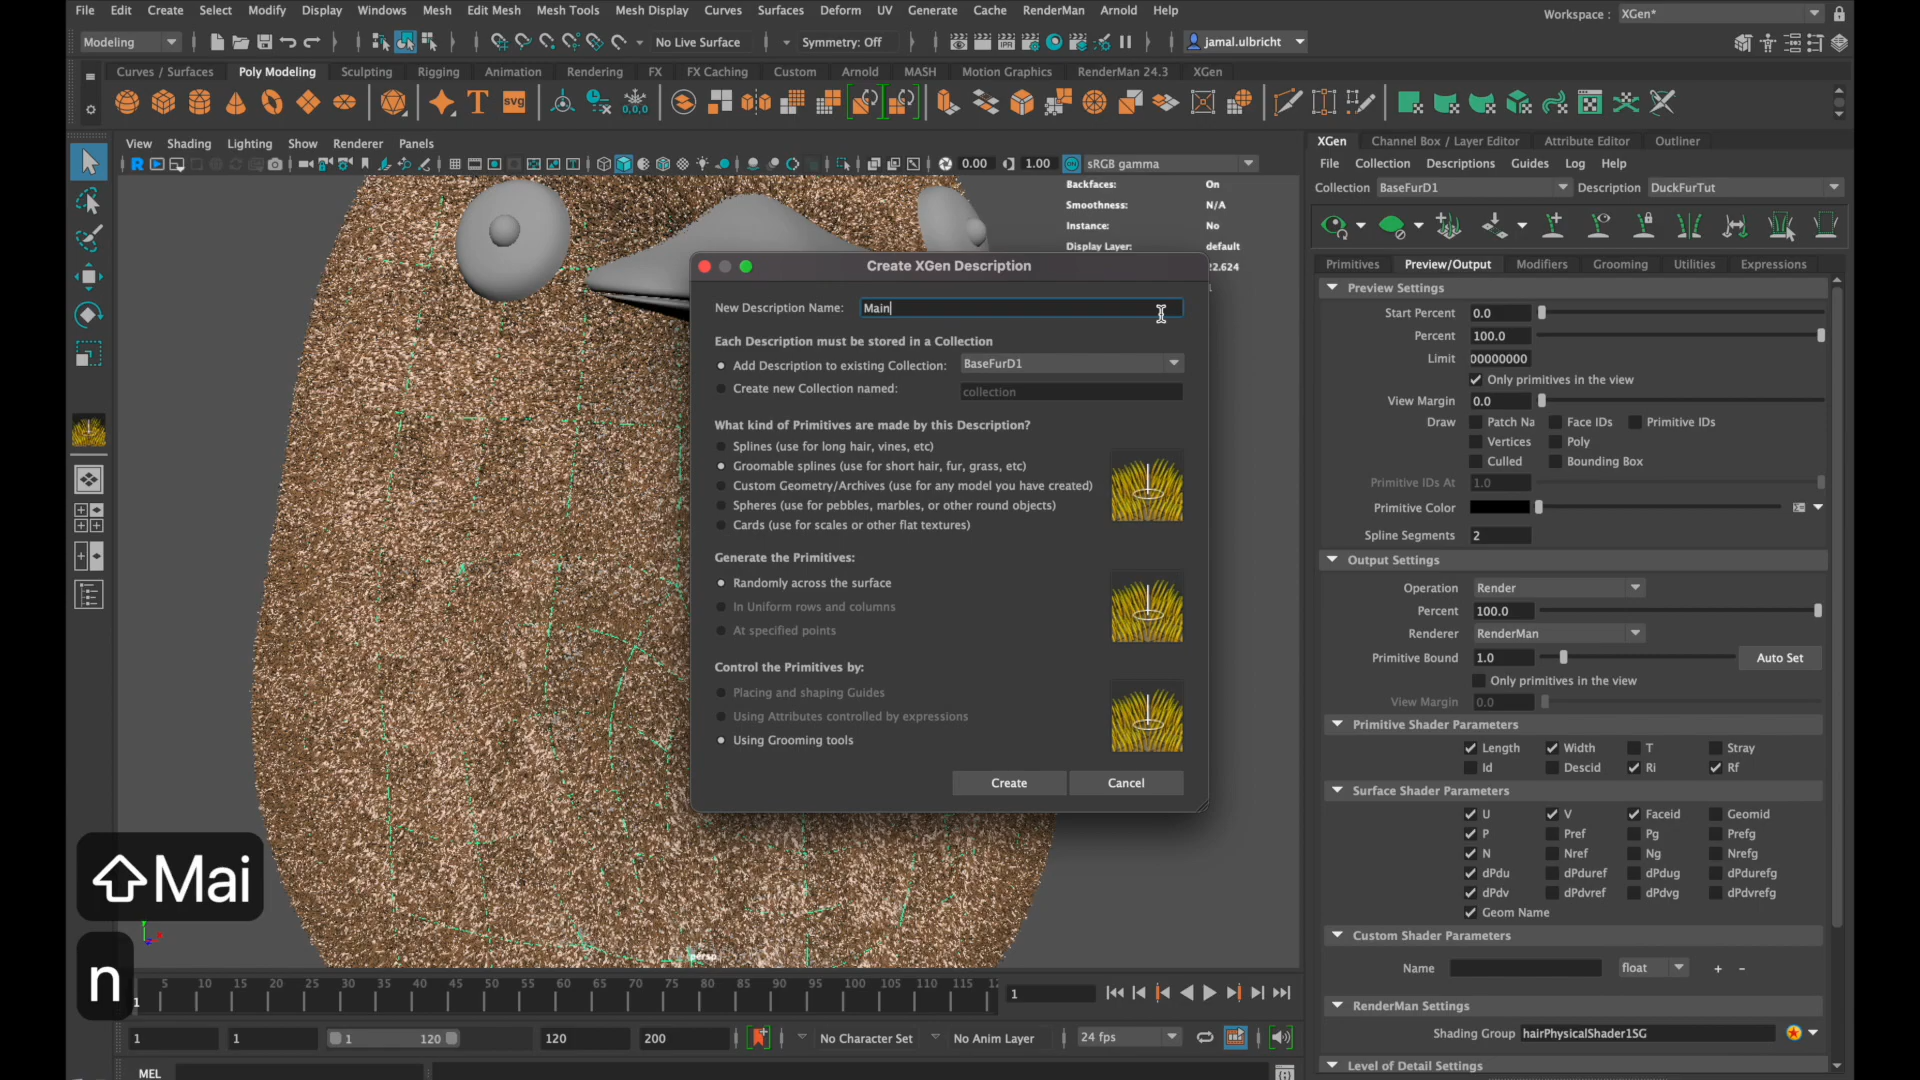 File Edit Create Select Modify Display Windows Mesh Edit Mesh Mesh Tools Mesh Display Curves Surfaces Deform UV Generate Cache RenderMan Arnold Help Workspace : XGen*
Modeling No Live Surface Symmetry: Off jamal.ulbricht
Curves / Surfaces Poly Modeling Sculpting Rigging Animation Rendering FX FX Caching Custom Arnold MASH Motion Graphics RenderMan 24.3 XGen
T svg 0,0,0
View Shading Lighting Show Renderer Panels
R 0.00 1.00 ON sRGB gamma
Backfaces: On
Smoothness: N/A
Instance: No
Display Layer: default
22.624
Create XGen Description
New Description Name: Main
Each Description must be stored in a Collection
Add Description to existing Collection: BaseFurD1
Create new Collection named: collection
What kind of Primitives are made by this Description?
Splines (use for long hair, vines, etc)
Groomable splines (use for short hair, fur, grass, etc)
Custom Geometry/Archives (use for any model you have created)
Spheres (use for pebbles, marbles, or other round objects)
Cards (use for scales or other flat textures)
Generate the Primitives:
Randomly across the surface
In Uniform rows and columns
At specified points
Control the Primitives by:
Placing and shaping Guides
Using Attributes controlled by expressions
Using Grooming tools
Create Cancel
XGen Channel Box / Layer Editor Attribute Editor Outliner
File Collection Descriptions Guides Log Help
Collection BaseFurD1 Description DuckFurTut
Primitives Preview/Output Modifiers Grooming Utilities Expressions
Preview Settings
Start Percent 0.0
Percent 100.0
Limit 00000000
Only primitives in the view
View Margin 0.0
Draw Patch Na Face IDs Primitive IDs
Vertices Poly
Culled Bounding Box
Primitive IDs At 1.0
Primitive Color
Spline Segments 2
Output Settings
Operation Render
Percent 100.0
Renderer RenderMan
Primitive Bound 1.0 Auto Set
Only primitives in the view
View Margin 0.0
Primitive Shader Parameters
Length Width T Stray
Id Descid Ri Rf
Surface Shader Parameters
U V Faceid Geomid
P Pref Pg Prefg
N Nref Ng Nrefg
dPdu dPduref dPdug dPdurefg
dPdv dPdvref dPdvg dPdvrefg
Geom Name
Custom Shader Parameters
Name float + -
RenderMan Settings
Shading Group hairPhysicalShader1SG
Level of Detail Settings
⇧Mai
n
persp
5 10 15 20 25 30 35 40 45 50 55 60 65 70 75 80 85 90 95 100 105 110 115 12
1 1
1 1 1 120 120 200 No Character Set No Anim Layer 24 fps
MEL